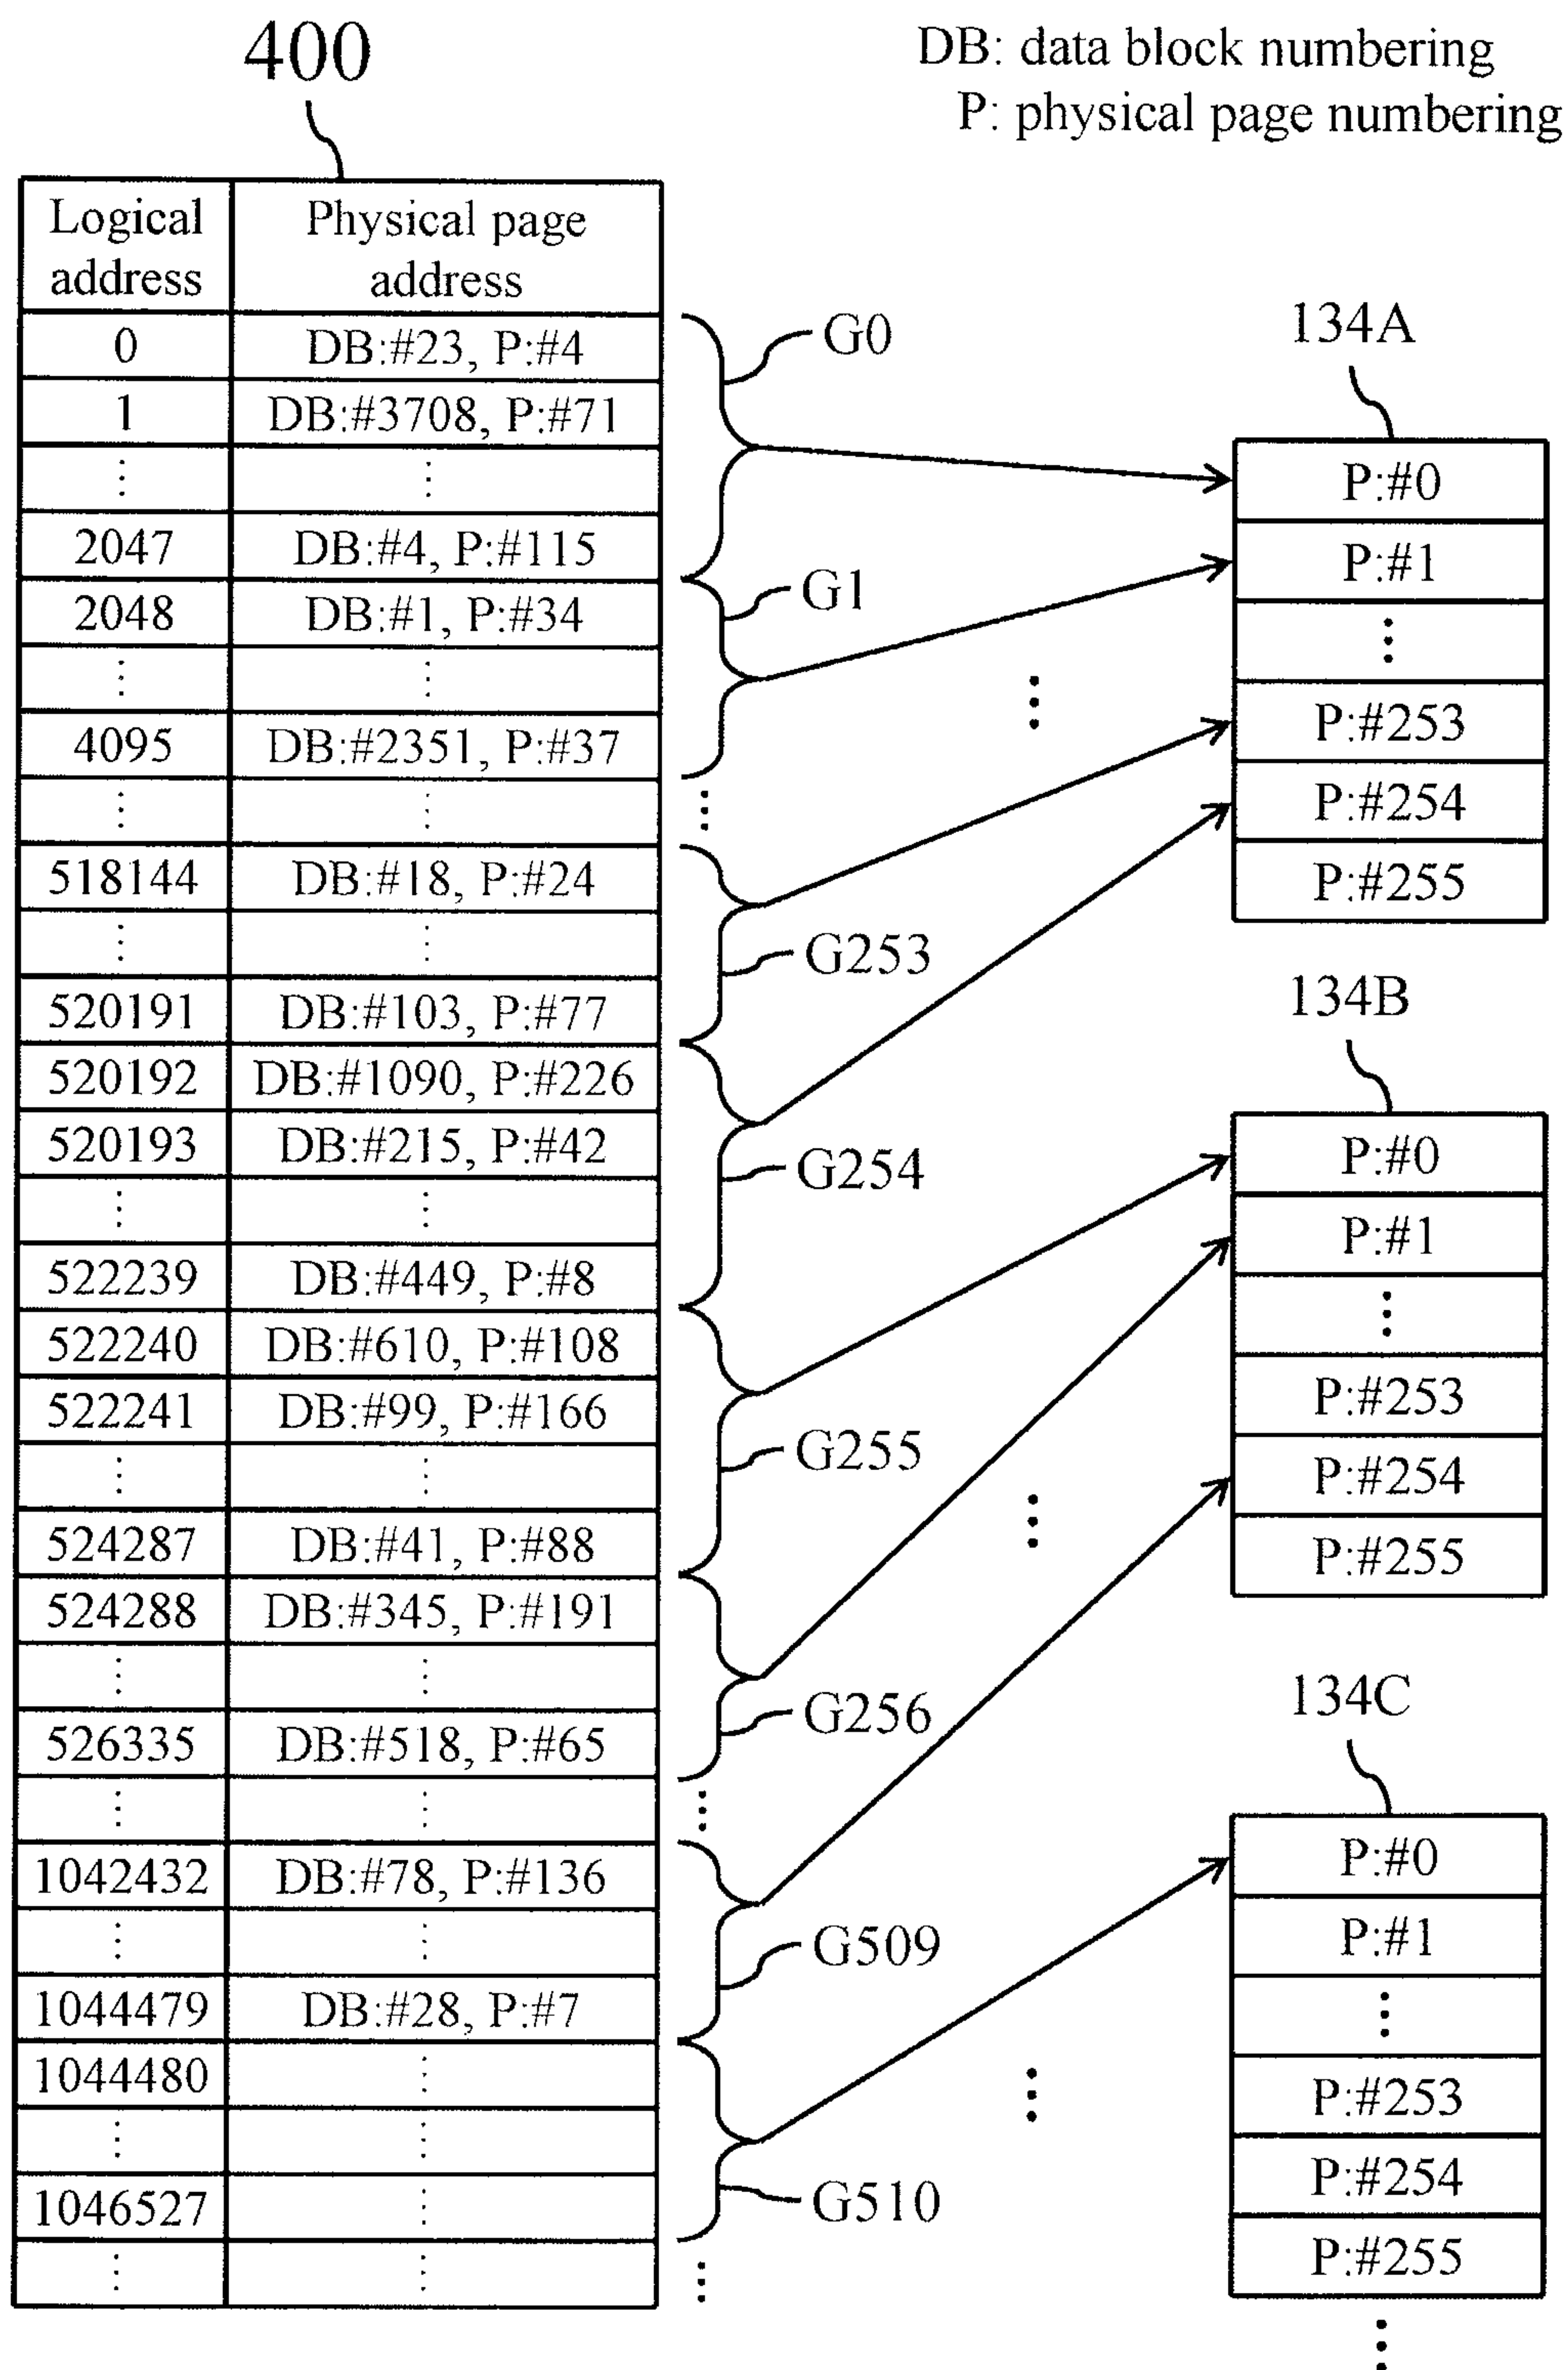 400
DB: data block numbering
P: physical page numbering
Logical address Physical page address
0 DB:#23, P:#4
1 DB:#3708, P:#71
⋮ ⋮
2047 DB:#4, P:#115
2048 DB:#1, P:#34
⋮ ⋮
4095 DB:#2351, P:#37
⋮ ⋮
518144 DB:#18, P:#24
⋮ ⋮
520191 DB:#103, P:#77
520192 DB:#1090, P:#226
520193 DB:#215, P:#42
⋮ ⋮
522239 DB:#449, P:#8
522240 DB:#610, P:#108
522241 DB:#99, P:#166
⋮ ⋮
524287 DB:#41, P:#88
524288 DB:#345, P:#191
⋮ ⋮
526335 DB:#518, P:#65
⋮ ⋮
1042432 DB:#78, P:#136
⋮ ⋮
1044479 DB:#28, P:#7
1044480 ⋮
⋮ ⋮
1046527 ⋮
⋮ ⋮
G0
G1
⋮
G253
G254
G255
G256
⋮
G509
G510
⋮
134A
P:#0
P:#1
⋮
P:#253
P:#254
P:#255
134B
P:#0
P:#1
⋮
P:#253
P:#254
P:#255
134C
P:#0
P:#1
⋮
P:#253
P:#254
P:#255
⋮